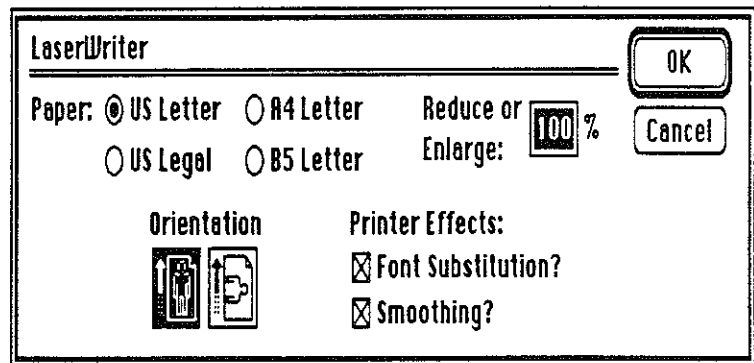 LaserWriter
OK
Paper: US Letter A4 Letter
Reduce or Enlarge: 100 %
Cancel
US Legal B5 Letter
Orientation
Printer Effects:
Font Substitution?
Smoothing?